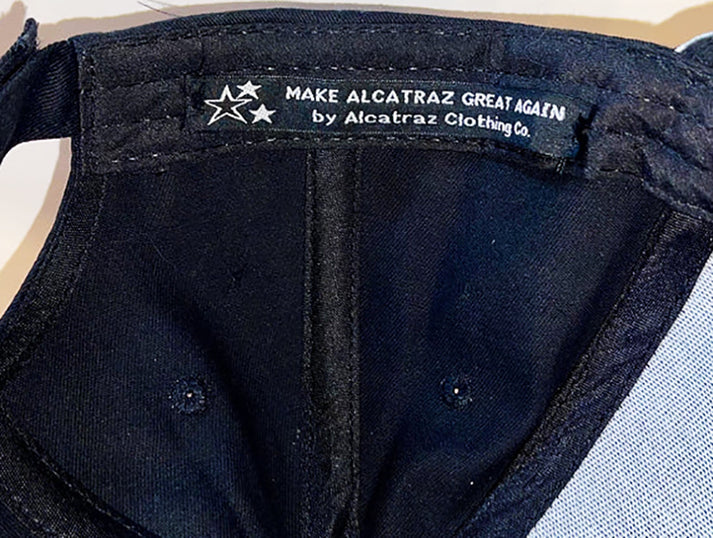 MAKE ALCATRAZ GREAT AGAIN
by Alcatraz Clothing Co.